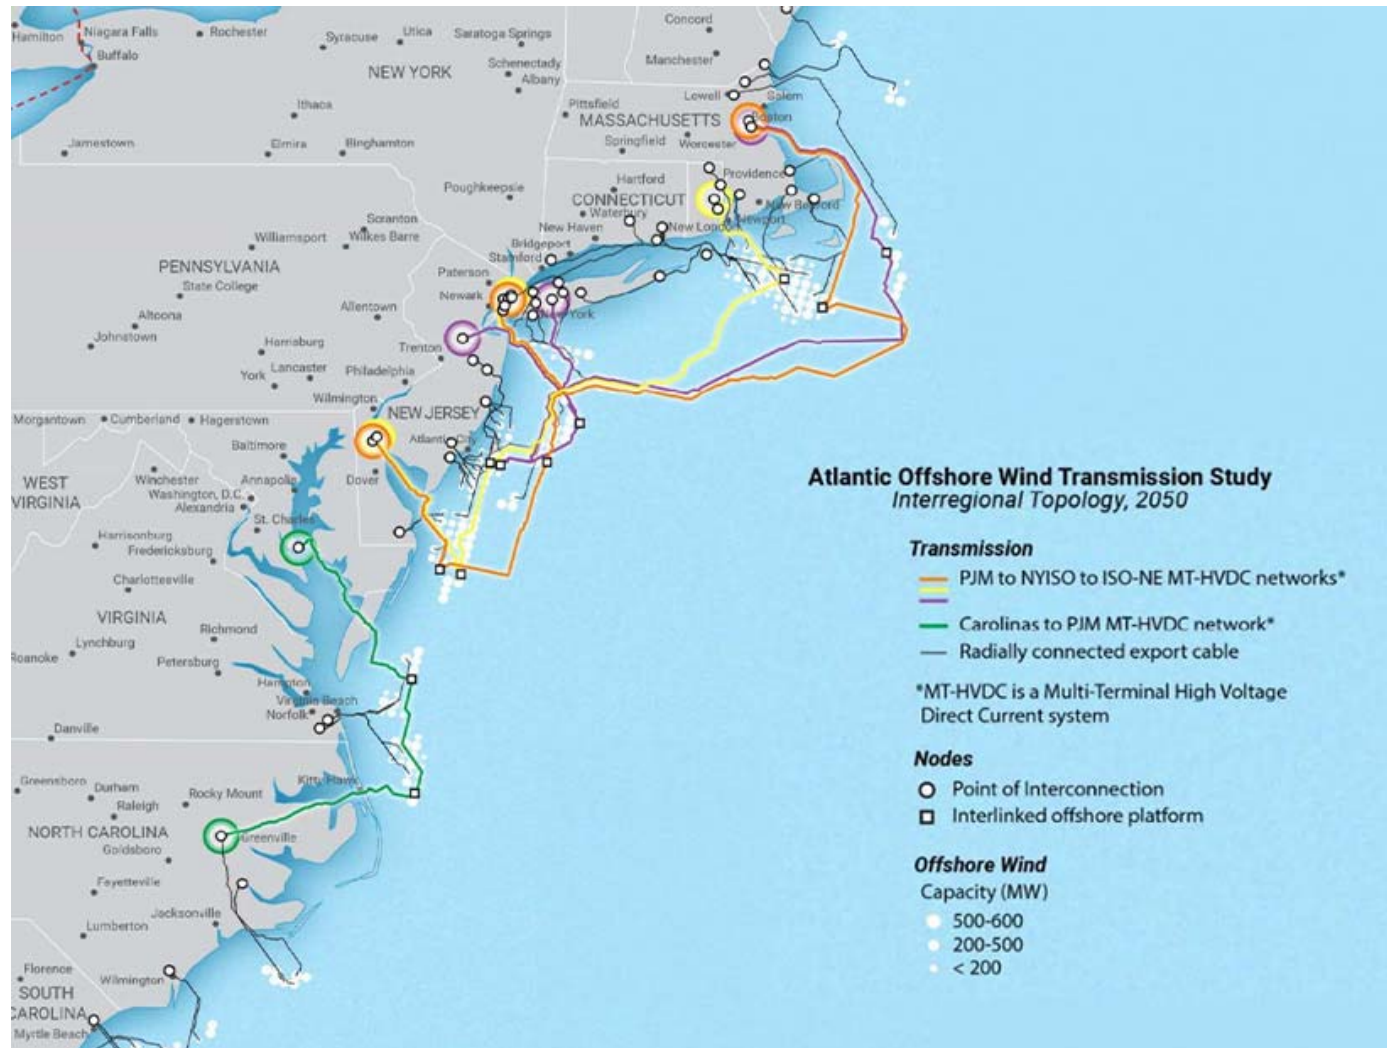 Concord
Niagara Falls
Rochester
Utica
Saratoga Springs
Hamilton
Syracuse
Buffalo
Manchester
Schenectady
NEW YORK
Albany
Lowell
Salem
Ithaca
Pittsfield
MASSACHUSETTS
Boston
Jamestown
Elmira
Binghamton
Springfield
Worcester
Providence
Hartford
Poughkeepsie
CONNECTICUT
New Bedford
Waterbury
Newport
Scranton
New Haven
New London
Williamsport
Wilkes Barre
Bridgeport
Stamford
PENNSYLVANIA
Paterson
State College
Newark
Allentown
New York
Altoona
Johnstown
Harrisburg
Trenton
Lancaster
York
Philadelphia
Wilmington
Morgantown
Cumberland
Hagerstown
NEW JERSEY
Baltimore
Atlantic City
WEST
VIRGINIA
Winchester
Annapolis
Dover
Washington, D.C.
Alexandria
St. Charles
Harrisonburg
Fredericksburg
Charlottesville
VIRGINIA
Richmond
Lynchburg
Roanoke
Petersburg
Hampton
Virginia Beach
Norfolk
Danville
Greensboro
Durham
Kitty Hawk
Rocky Mount
Raleigh
NORTH CAROLINA
Greenville
Goldsboro
Fayetteville
Jacksonville
Lumberton
Florence
Wilmington
SOUTH
CAROLINA
Myrtle Beach
Atlantic Offshore Wind Transmission Study
Interregional Topology, 2050
Transmission
PJM to NYISO to ISO-NE MT-HVDC networks*
Carolinas to PJM MT-HVDC network*
Radially connected export cable
*MT-HVDC is a Multi-Terminal High Voltage
Direct Current system
Nodes
Point of Interconnection
Interlinked offshore platform
Offshore Wind
Capacity (MW)
500-600
200-500
< 200